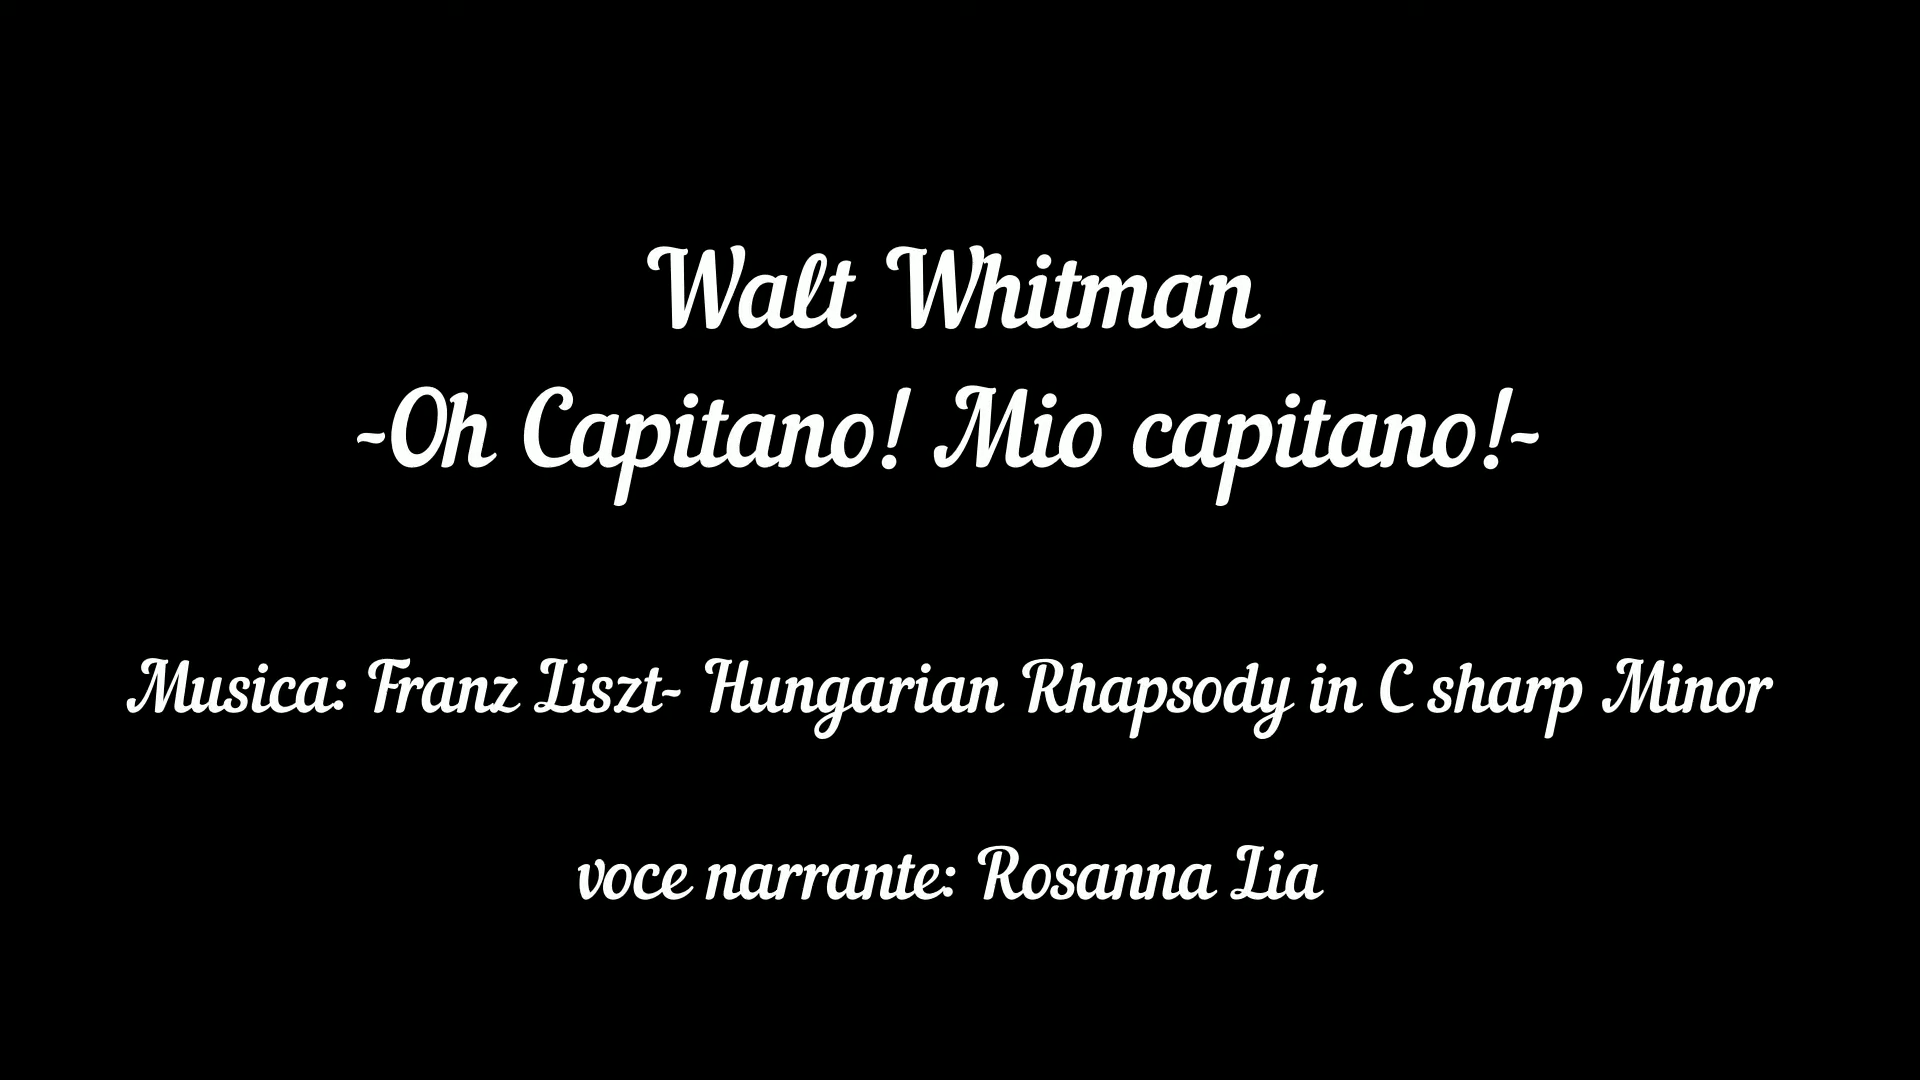 Walt Whitman
~Oh Capitano! Mio capitano!~
Musica: Franz Liszt- Hungarian Rhapsody in C sharp Minor
voce narrante: Rosanna Lia